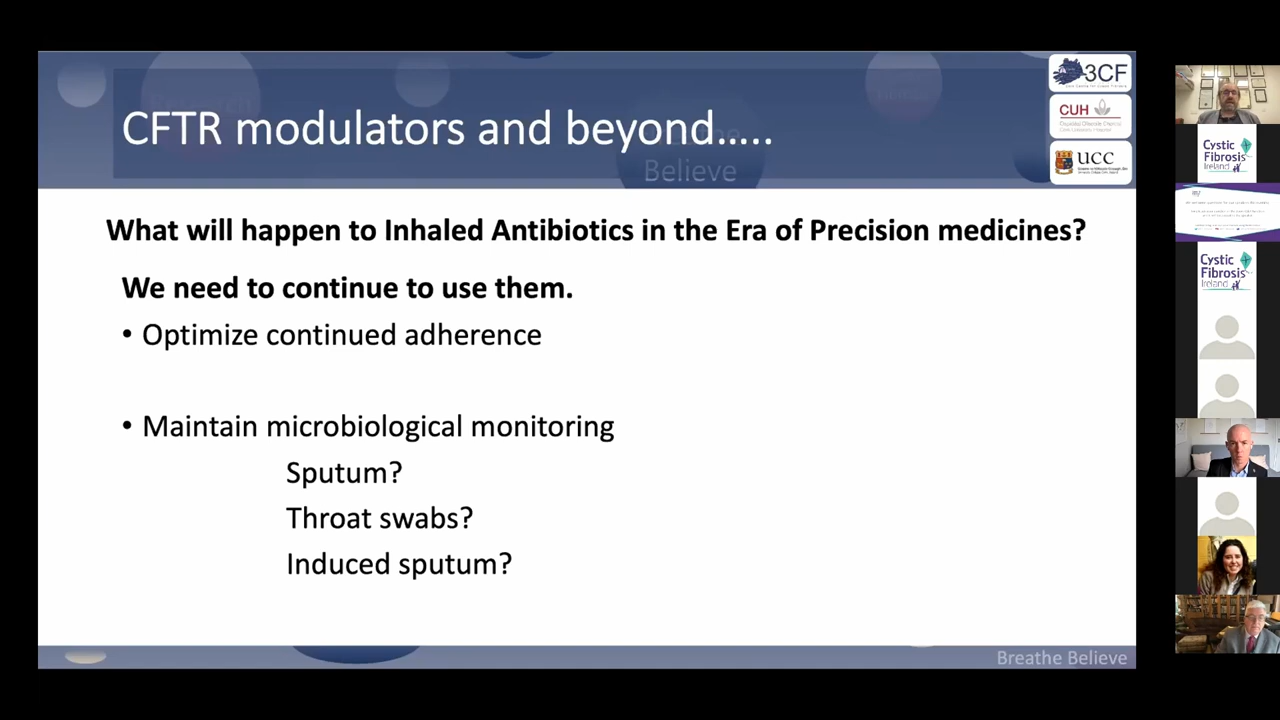 CFTR modulators and beyond.....
Believe
3CF
CUH
UCC
What will happen to Inhaled Antibiotics in the Era of Precision medicines?
We need to continue to use them.
• Optimize continued adherence
• Maintain microbiological monitoring
Sputum?
Throat swabs?
Induced sputum?
Breathe Believe
Cystic
Fibrosis
Ireland
Cystic
Fibrosis
Ireland